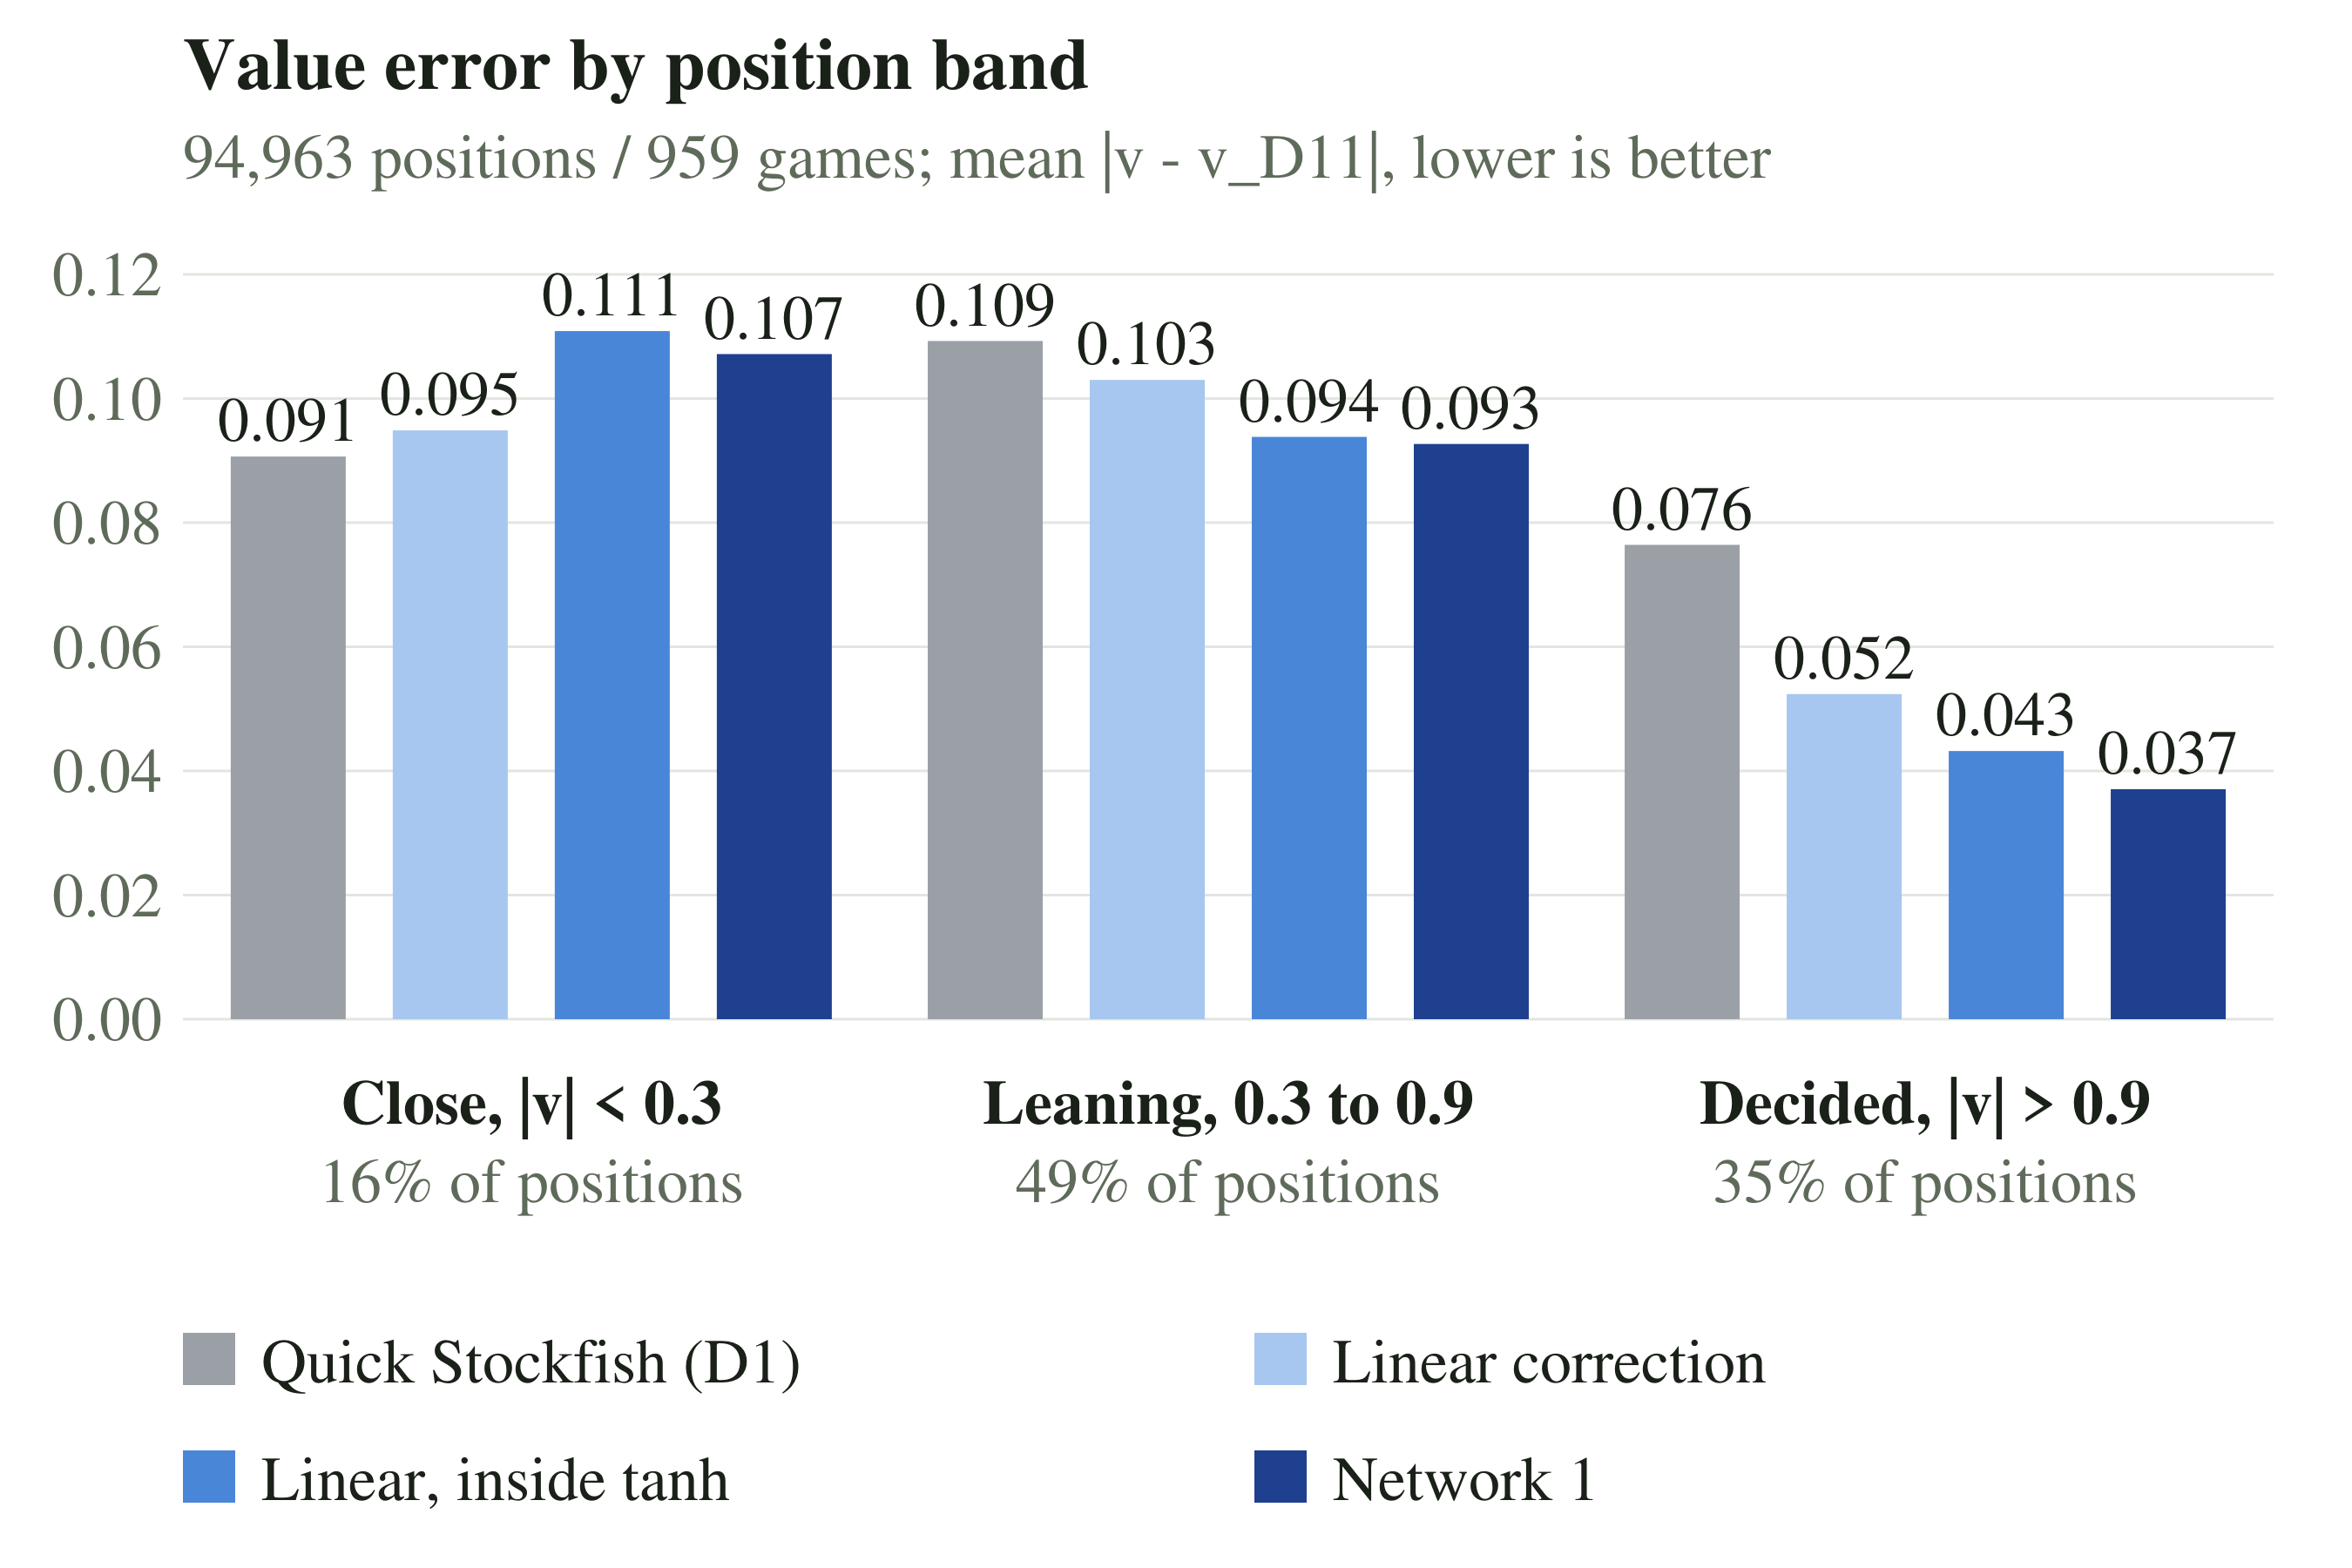 Value error by position band
94,963 positions / 959 games; mean |v - v_D11|, lower is better
0.12
0.10
0.08
0.06
0.04
0.02
0.00
0.091
0.095
0.111
0.107
0.109
0.103
0.094
0.093
0.076
0.052
0.043
0.037
Close, |v| < 0.3
16% of positions
Leaning, 0.3 to 0.9
49% of positions
Decided, |v| > 0.9
35% of positions
Quick Stockfish (D1)
Linear correction
Linear, inside tanh
Network 1